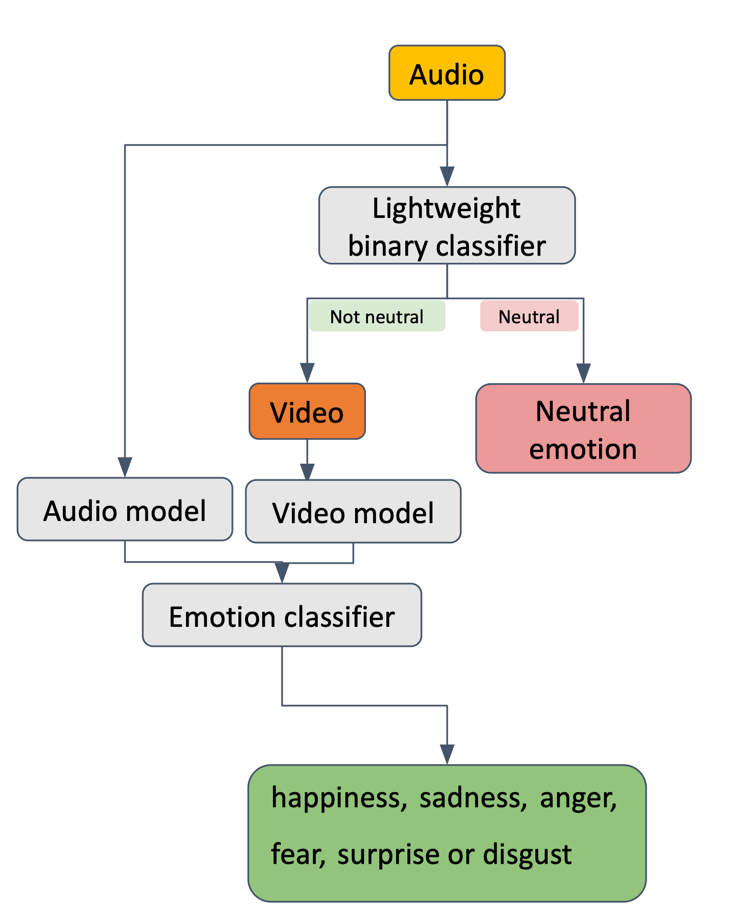 Audio
Lightweight
binary classifier
Not neutral
Neutral
Video
Neutral
emotion
Audio model
Video model
Emotion classifier
happiness, sadness, anger,
fear, surprise or disgust